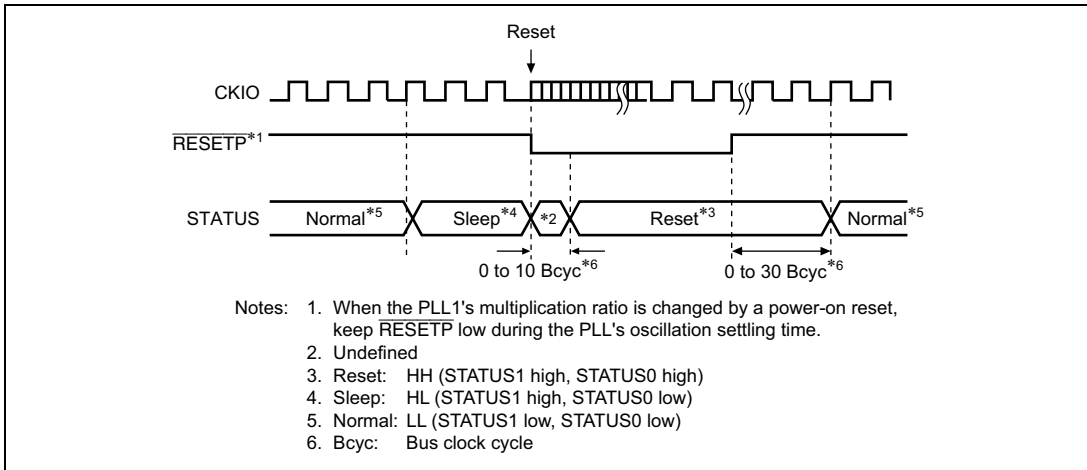 Reset
CKIO
RESETP*1
STATUS Normal*5 Sleep*4 *2 Reset*3 Normal*5
0 to 10 Bcyc*6 0 to 30 Bcyc*6
Notes: 1. When the PLL1's multiplication ratio is changed by a power-on reset,
keep RESETP low during the PLL's oscillation settling time.
2. Undefined
3. Reset: HH (STATUS1 high, STATUS0 high)
4. Sleep: HL (STATUS1 high, STATUS0 low)
5. Normal: LL (STATUS1 low, STATUS0 low)
6. Bcyc: Bus clock cycle